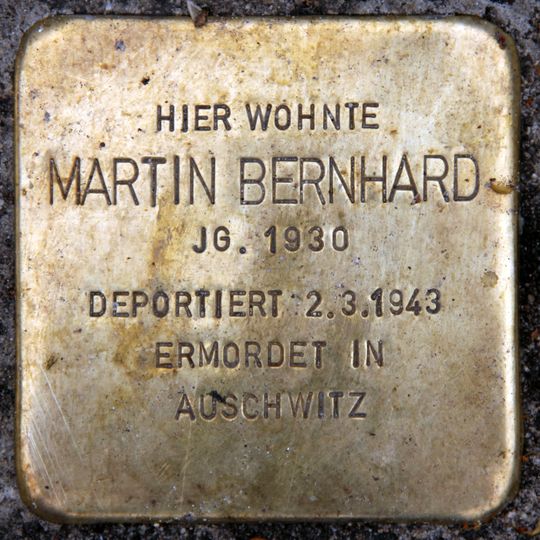 HIER WOHNTE
MARTIN BERNHARD
JG. 1930
DEPORTIERT 2.3.1943
ERMORDET IN
AUSCHWITZ